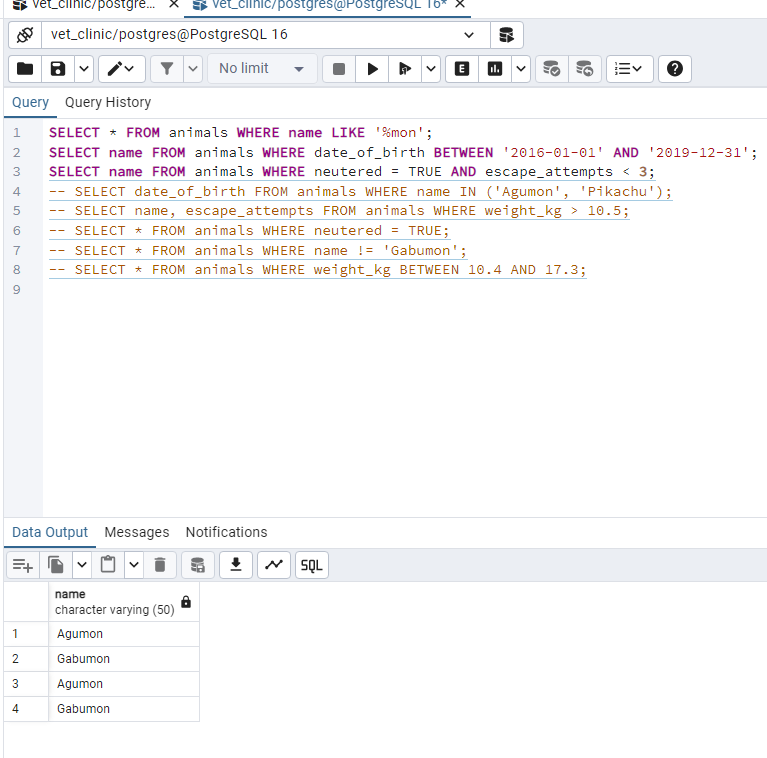 vet_clinic/postgre... vet_clinic/postgres@PostgreSQL 16*
vet_clinic/postgres@PostgreSQL 16
No limit
E
Query Query History
1 SELECT * FROM animals WHERE name LIKE '%mon';
2 SELECT name FROM animals WHERE date_of_birth BETWEEN '2016-01-01' AND '2019-12-31';
3 SELECT name FROM animals WHERE neutered = TRUE AND escape_attempts < 3;
4 -- SELECT date_of_birth FROM animals WHERE name IN ('Agumon', 'Pikachu');
5 -- SELECT name, escape_attempts FROM animals WHERE weight_kg > 10.5;
6 -- SELECT * FROM animals WHERE neutered = TRUE;
7 -- SELECT * FROM animals WHERE name != 'Gabumon';
8 -- SELECT * FROM animals WHERE weight_kg BETWEEN 10.4 AND 17.3;
9
Data Output Messages Notifications
SQL
name
character varying (50)
1 Agumon
2 Gabumon
3 Agumon
4 Gabumon